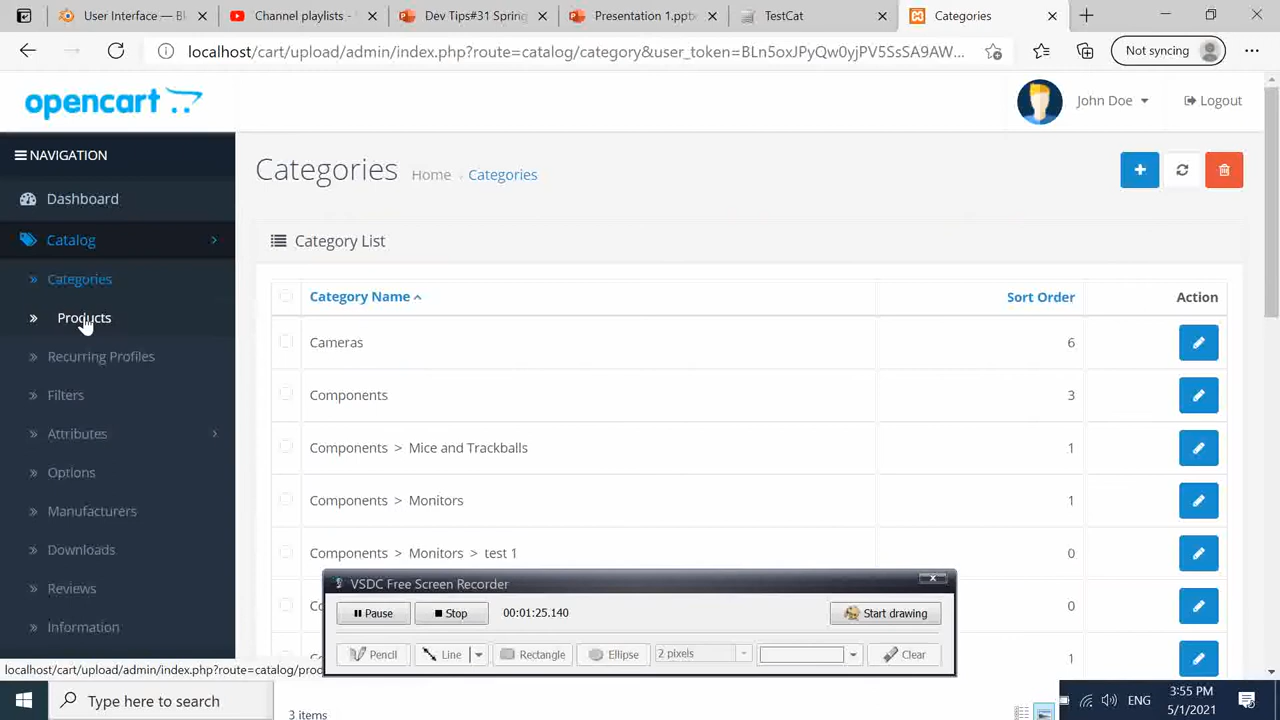 User Interface — Bl
Channel playlists -
Dev Tips#31 Spring
Presentation 1.pptx
TestCat
Categories
localhost/cart/upload/admin/index.php?route=catalog/category&user_token=BLn5oxJPyQw0yjPV5SsSA9AW...
Not syncing
opencart
John Doe
Logout
NAVIGATION
Categories
Home
Categories
Dashboard
Catalog
Category List
Categories
Category Name
Sort Order
Action
Products
Cameras
6
Recurring Profiles
Filters
Components
3
Attributes
Components > Mice and Trackballs
1
Options
Components > Monitors
1
Manufacturers
Downloads
Components > Monitors > test 1
0
Reviews
VSDC Free Screen Recorder
0
Pause
Stop
00:01:25.140
Start drawing
Information
Pencil
Line
Rectangle
Ellipse
2 pixels
Clear
1
localhost/cart/upload/admin/index.php?route=catalog/prod
Type here to search
ENG
3:55 PM
5/1/2021
3 items